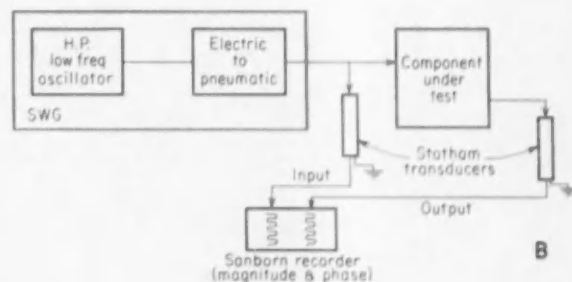 H.P.
low freq
oscillator
Electric
to
pneumatic
SWG
Component
under
test
Statham
transducers
Input
Output
Sanborn recorder
(magnitude & phase)
B